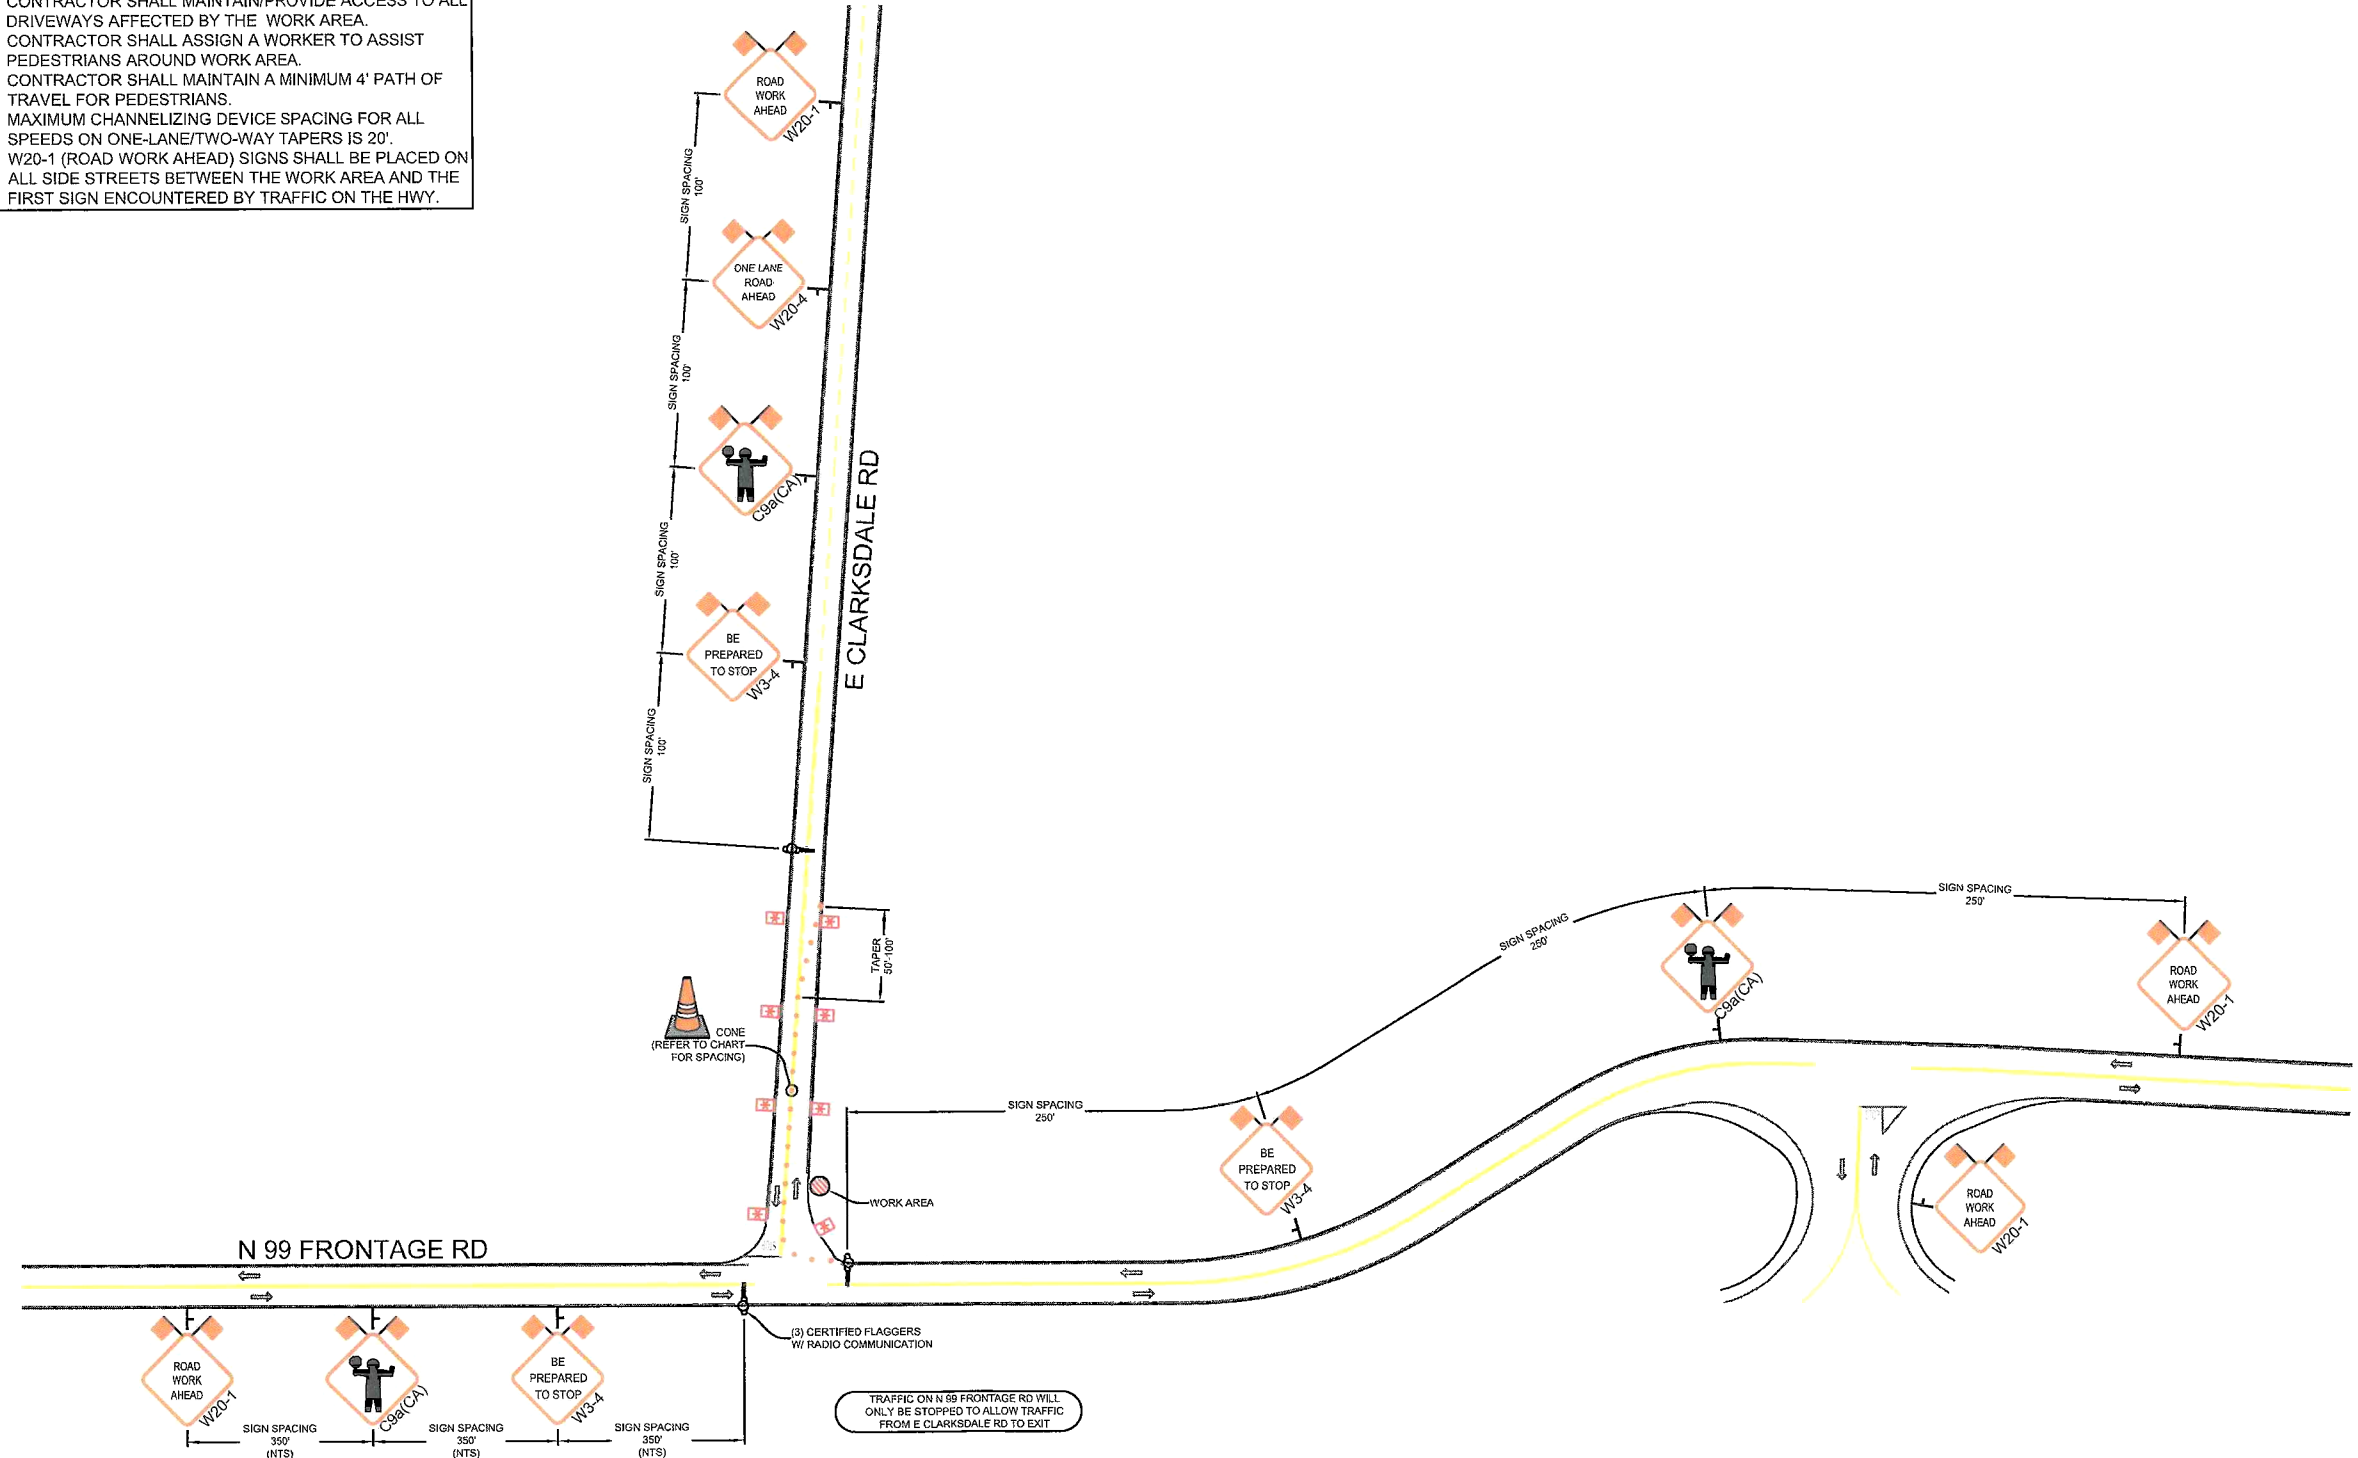 CONTRACTOR SHALL MAINTAIN/PROVIDE ACCESS TO ALL
DRIVEWAYS AFFECTED BY THE WORK AREA.
CONTRACTOR SHALL ASSIGN A WORKER TO ASSIST
PEDESTRIANS AROUND WORK AREA.
CONTRACTOR SHALL MAINTAIN A MINIMUM 4' PATH OF
TRAVEL FOR PEDESTRIANS.
MAXIMUM CHANNELIZING DEVICE SPACING FOR ALL
SPEEDS ON ONE-LANE/TWO-WAY TAPERS IS 20'.
W20-1 (ROAD WORK AHEAD) SIGNS SHALL BE PLACED ON
ALL SIDE STREETS BETWEEN THE WORK AREA AND THE
FIRST SIGN ENCOUNTERED BY TRAFFIC ON THE HWY.
ROAD
WORK
AHEAD
W20-1
SIGN SPACING
100'
ONE LANE
ROAD
AHEAD
W20-4
SIGN SPACING
100'
C9a(CA)
SIGN SPACING
100'
BE
PREPARED
TO STOP
W3-4
SIGN SPACING
100'
E CLARKSDALE RD
TAPER
50'-100'
CONE
(REFER TO CHART
FOR SPACING)
WORK AREA
SIGN SPACING
250'
BE
PREPARED
TO STOP
W3-4
SIGN SPACING
250'
C9a(CA)
SIGN SPACING
250'
ROAD
WORK
AHEAD
W20-1
ROAD
WORK
AHEAD
W20-1
N 99 FRONTAGE RD
(3) CERTIFIED FLAGGERS
W/ RADIO COMMUNICATION
ROAD
WORK
AHEAD
W20-1
C9a(CA)
BE
PREPARED
TO STOP
W3-4
SIGN SPACING
350'
(NTS)
SIGN SPACING
350'
(NTS)
SIGN SPACING
350'
(NTS)
TRAFFIC ON N 99 FRONTAGE RD WILL
ONLY BE STOPPED TO ALLOW TRAFFIC
FROM E CLARKSDALE RD TO EXIT